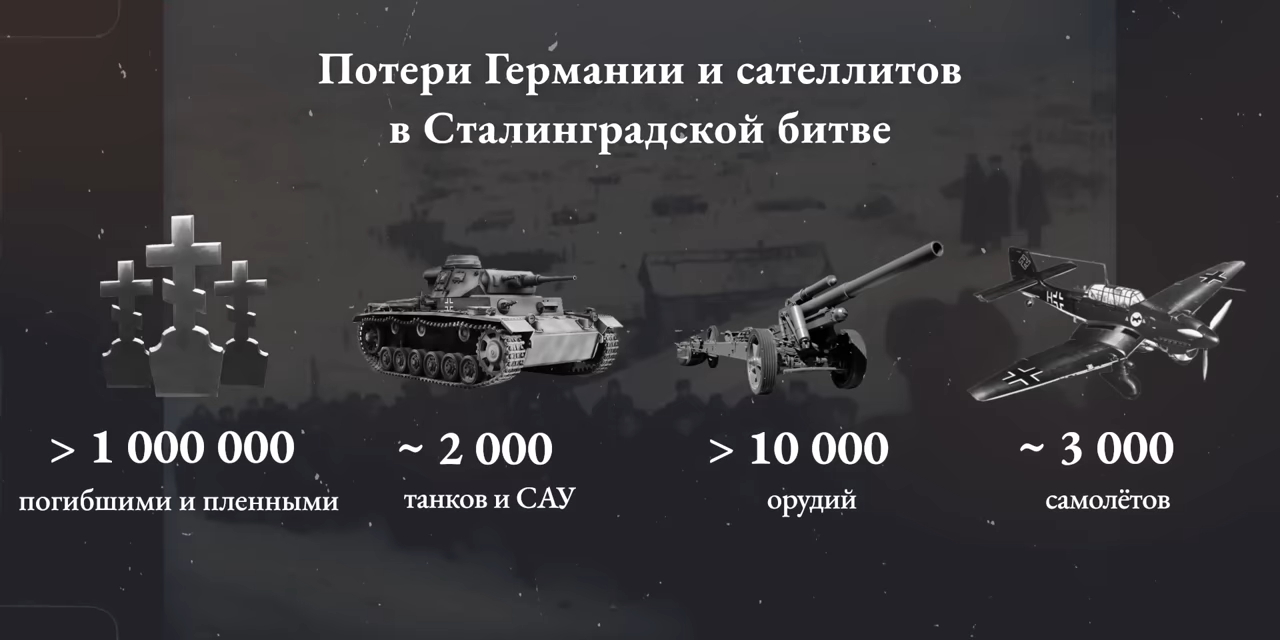 Потери Германии и сателлитов
в Сталинградской битве
> 1 000 000
погибшими и пленными
~ 2 000
танков и САУ
> 10 000
орудий
~ 3 000
самолётов